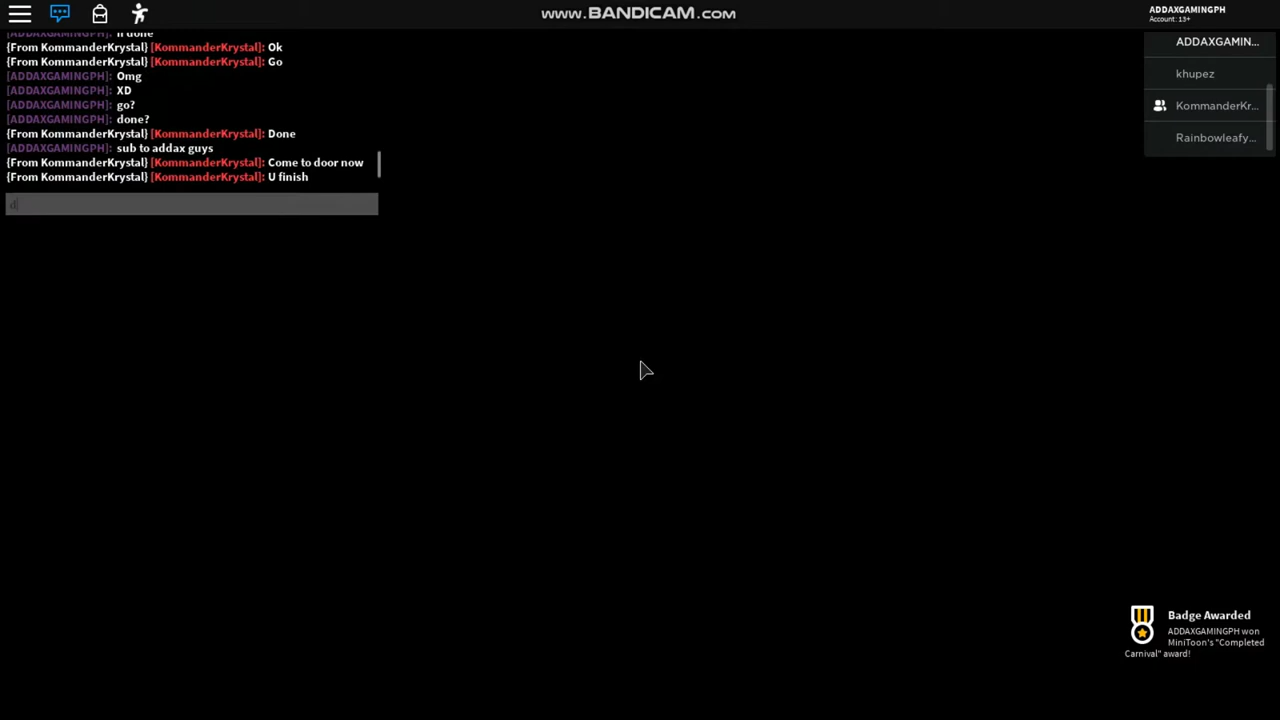 www.BANDICAM.com
ADDAXGAMINGPH
Account: 13+
[ADDAXGAMINGPH]: n done
{From KommanderKrystal} [KommanderKrystal]: Ok
{From KommanderKrystal} [KommanderKrystal]: Go
[ADDAXGAMINGPH]: Omg
[ADDAXGAMINGPH]: XD
[ADDAXGAMINGPH]: go?
[ADDAXGAMINGPH]: done?
{From KommanderKrystal} [KommanderKrystal]: Done
[ADDAXGAMINGPH]: sub to addax guys
{From KommanderKrystal} [KommanderKrystal]: Come to door now
{From KommanderKrystal} [KommanderKrystal]: U finish
d
ADDAXGAMIN...
khupez
KommanderKr...
Rainbowleafy...
Badge Awarded
ADDAXGAMINGPH won
MiniToon's "Completed
Carnival" award!